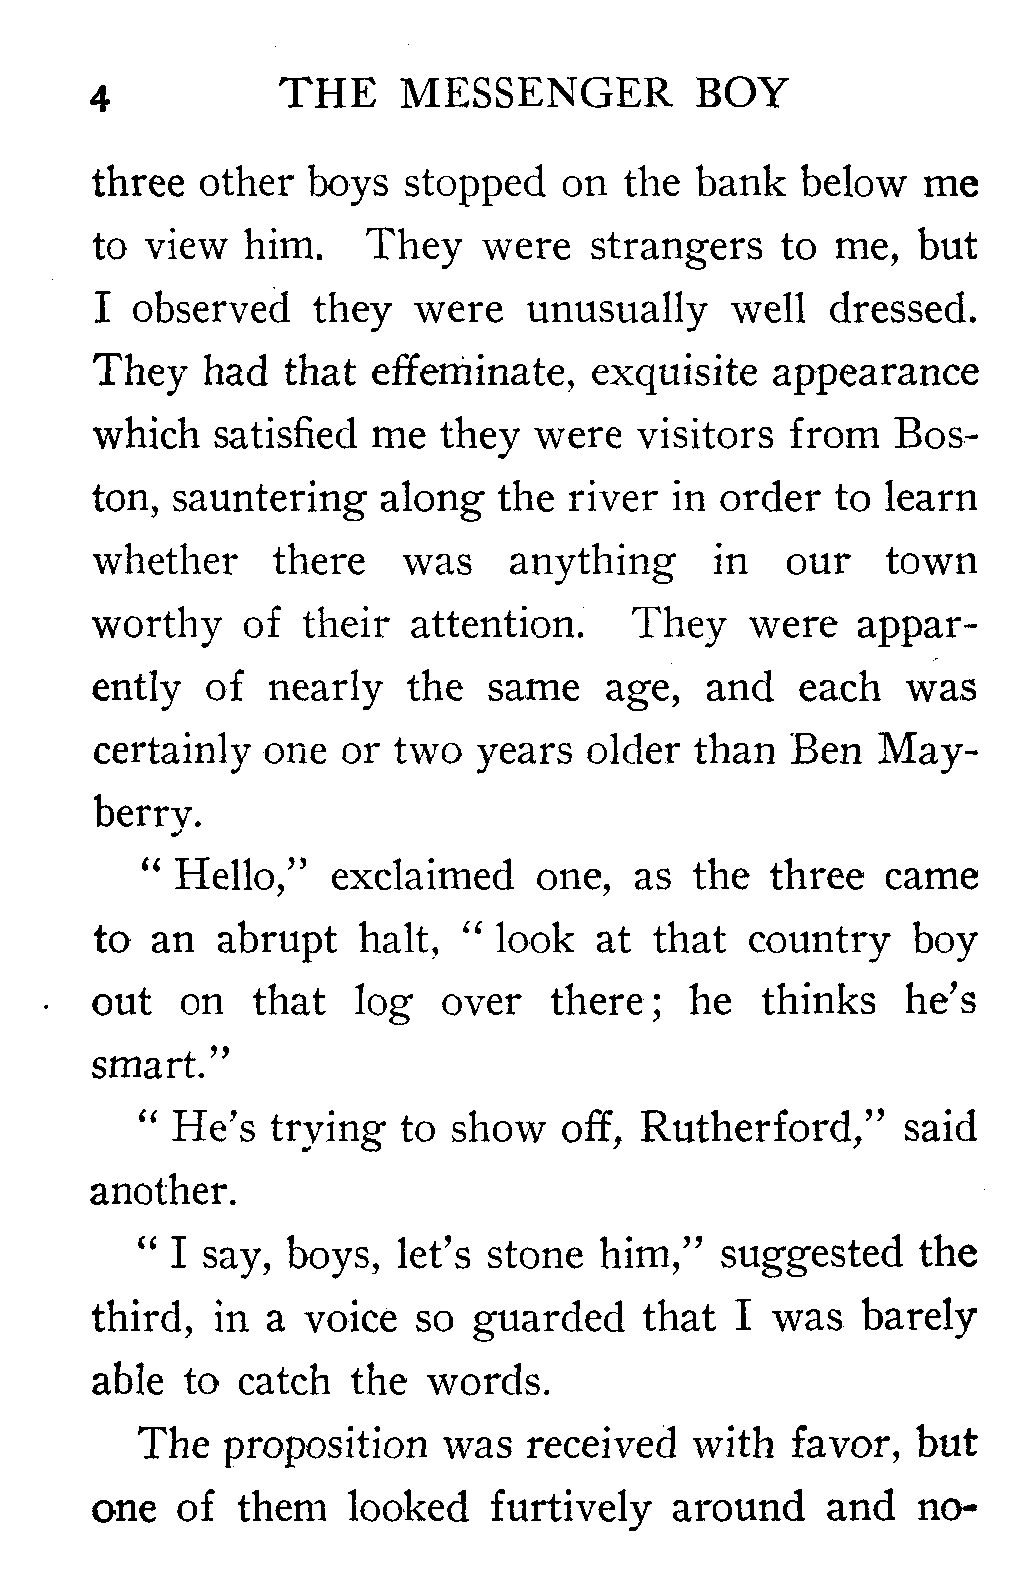 4 THE MESSENGER BOY
three other boys stopped on the bank below me
to view him. They were strangers to me, but
I observed they were unusually well dressed.
They had that effeminate, exquisite appearance
which satisfied me they were visitors from Bos-
ton, sauntering along the river in order to learn
whether there was anything in our town
worthy of their attention. They were appar-
ently of nearly the same age, and each was
certainly one or two years older than Ben May-
berry.
" Hello," exclaimed one, as the three came
to an abrupt halt, " look at that country boy
out on that log over there; he thinks he's
smart."
" He's trying to show off, Rutherford," said
another.
" I say, boys, let's stone him," suggested the
third, in a voice so guarded that I was barely
able to catch the words.
The proposition was received with favor, but
one of them looked furtively around and no-